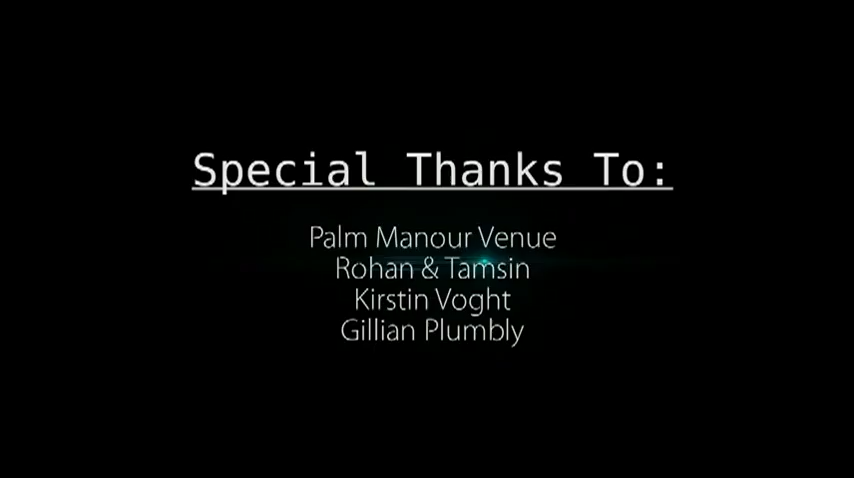 Special Thanks To:
Palm Manour Venue
Rohan & Tamsin
Kirstin Voght
Gillian Plumbly